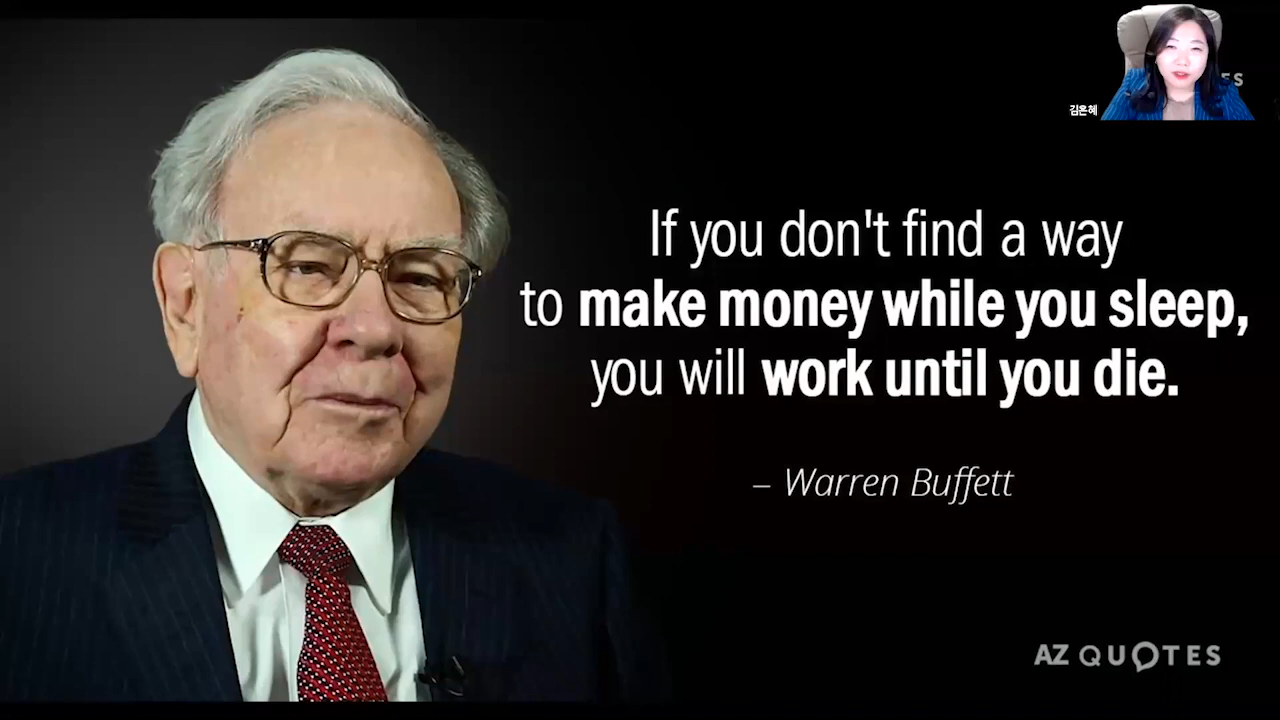 ES
김은혜
If you don't find a way
to make money while you sleep,
you will work until you die.
– Warren Buffett
AZ QUOTES